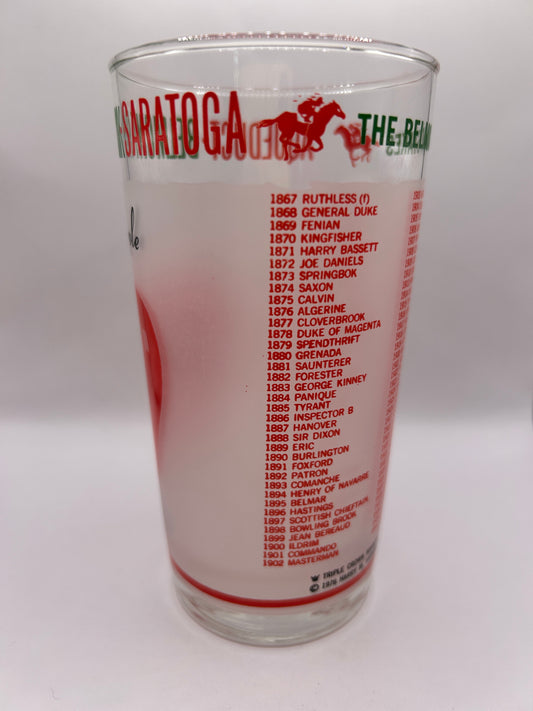 SARATOGA THE BELM
1867 RUTHLESS (f)
1868 GENERAL DUKE
1869 FENIAN
1870 KINGFISHER
1871 HARRY BASSETT
1872 JOE DANIELS
1873 SPRINGBOK
1874 SAXON
1875 CALVIN
1876 ALGERINE
1877 CLOVERBROOK
1878 DUKE OF MAGENTA
1879 SPENDTHRIFT
1880 GRENADA
1881 SAUNTERER
1882 FORESTER
1883 GEORGE KINNEY
1884 PANIQUE
1885 TYRANT
1886 INSPECTOR B
1887 HANOVER
1888 SIR DIXON
1889 ERIC
1890 BURLINGTON
1891 FOXFORD
1892 PATRON
1893 COMANCHE
1894 HENRY OF NAVARRE
1895 BELMAR
1896 HASTINGS
1897 SCOTTISH CHIEFTAIN
1898 BOWLING BROOK
1899 JEAN BEREAUD
1900 ILDRIM
1901 COMMANDO
1902 MASTERMAN
TRIPLE CROWN
© 1976 HARRY M.